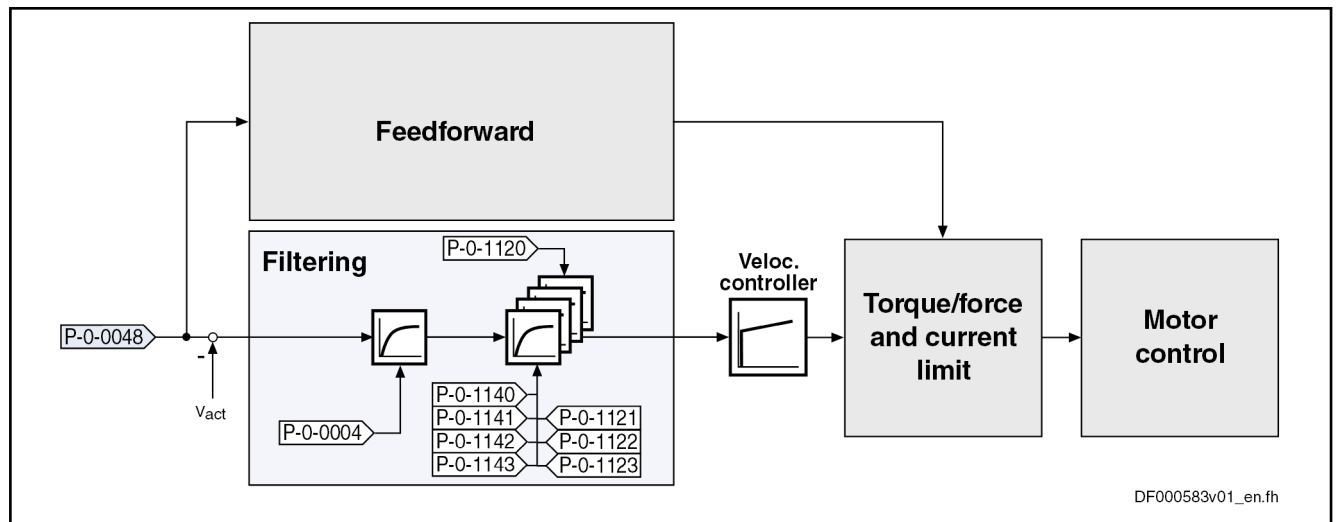 Feedforward
P-0-1120
Filtering
Veloc.
controller
P-0-0048
-
Vact
Torque/force
and current
limit
Motor
control
P-0-0004
P-0-1140
P-0-1141
P-0-1121
P-0-1142
P-0-1122
P-0-1143
P-0-1123
DF000583v01_en.fh